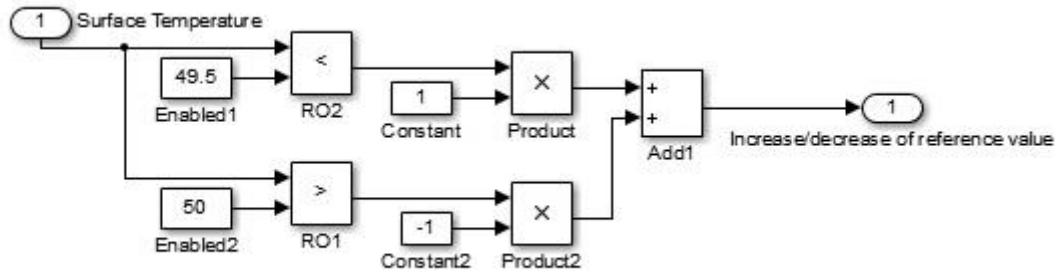 1
Surface Temperature
49.5
Enabled1
<
RO2
1
Constant
×
Product
+
+
Add1
1
Increase/decrease of reference value
50
Enabled2
>
RO1
-1
Constant2
×
Product2